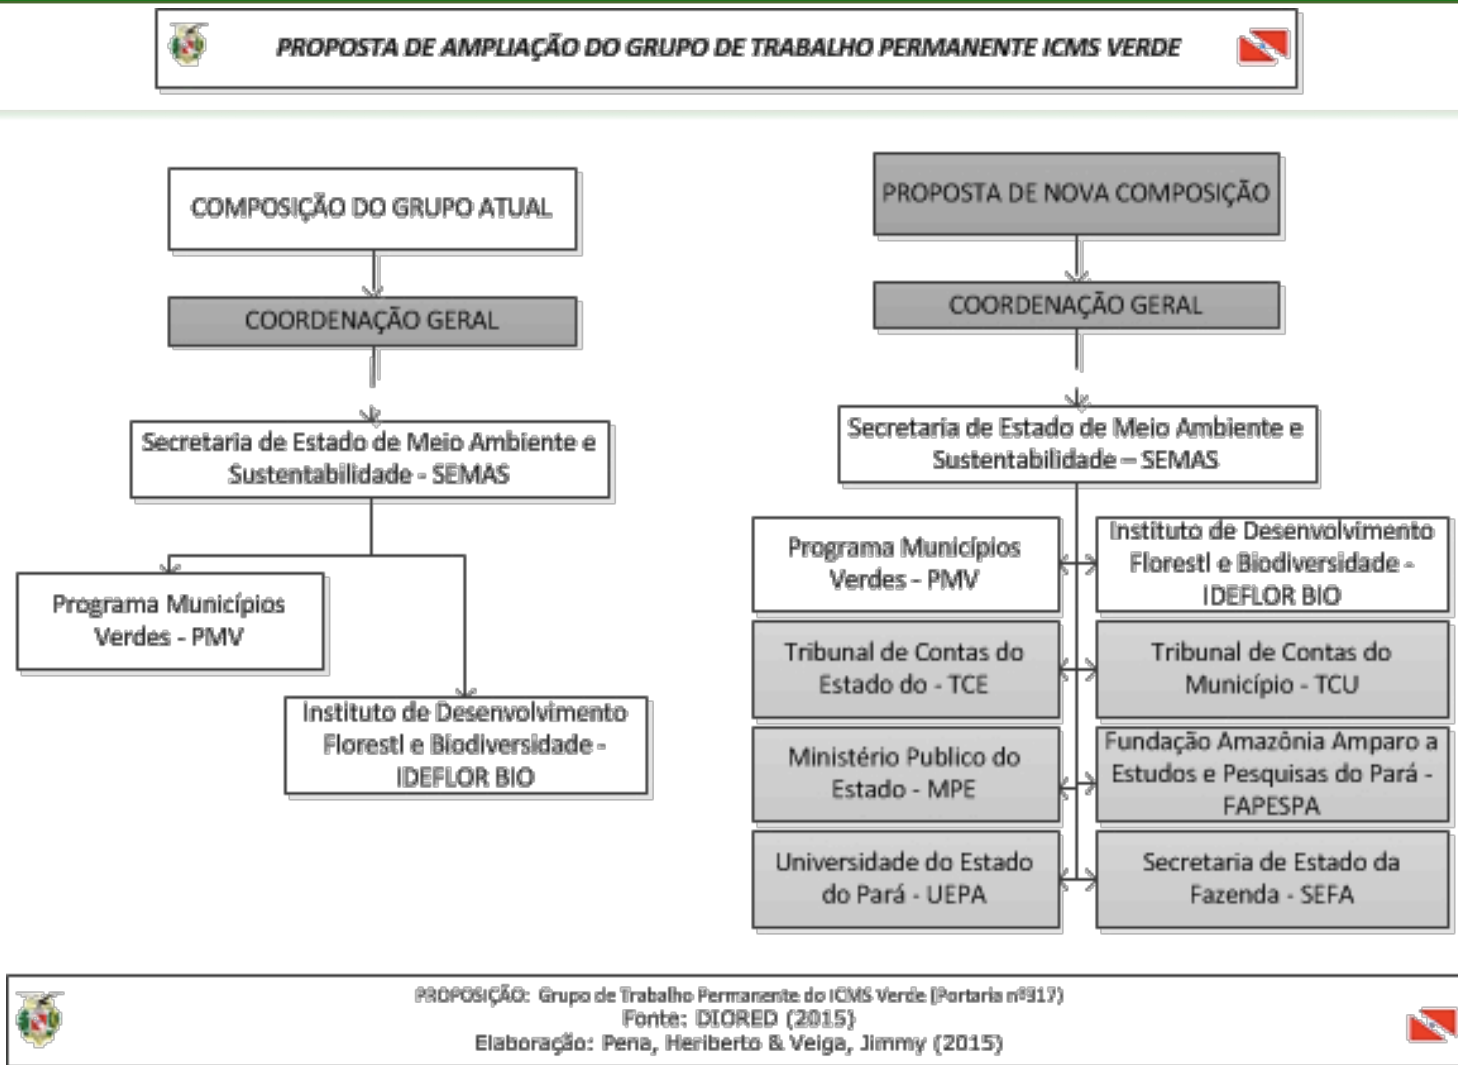 PROPOSTA DE AMPLIAÇÃO DO GRUPO DE TRABALHO PERMANENTE ICMS VERDE
COMPOSIÇÃO DO GRUPO ATUAL
COORDENAÇÃO GERAL
Secretaria de Estado de Meio Ambiente e
Sustentabilidade - SEMAS
Programa Municípios
Verdes - PMV
Instituto de Desenvolvimento
Florestl e Biodiversidade -
IDEFLOR BIO
PROPOSTA DE NOVA COMPOSIÇÃO
COORDENAÇÃO GERAL
Secretaria de Estado de Meio Ambiente e
Sustentabilidade – SEMAS
Programa Municípios
Verdes - PMV
Instituto de Desenvolvimento
Florestl e Biodiversidade -
IDEFLOR BIO
Tribunal de Contas do
Estado do - TCE
Tribunal de Contas do
Município - TCU
Ministério Publico do
Estado - MPE
Fundação Amazônia Amparo a
Estudos e Pesquisas do Pará -
FAPESPA
Universidade do Estado
do Pará - UEPA
Secretaria de Estado da
Fazenda - SEFA
PROPOSIÇÃO: Grupo de Trabalho Permanente do ICMS Verde (Portaria nº317)
Fonte: DIORED (2015)
Elaboração: Pena, Heriberto & Veiga, Jimmy (2015)